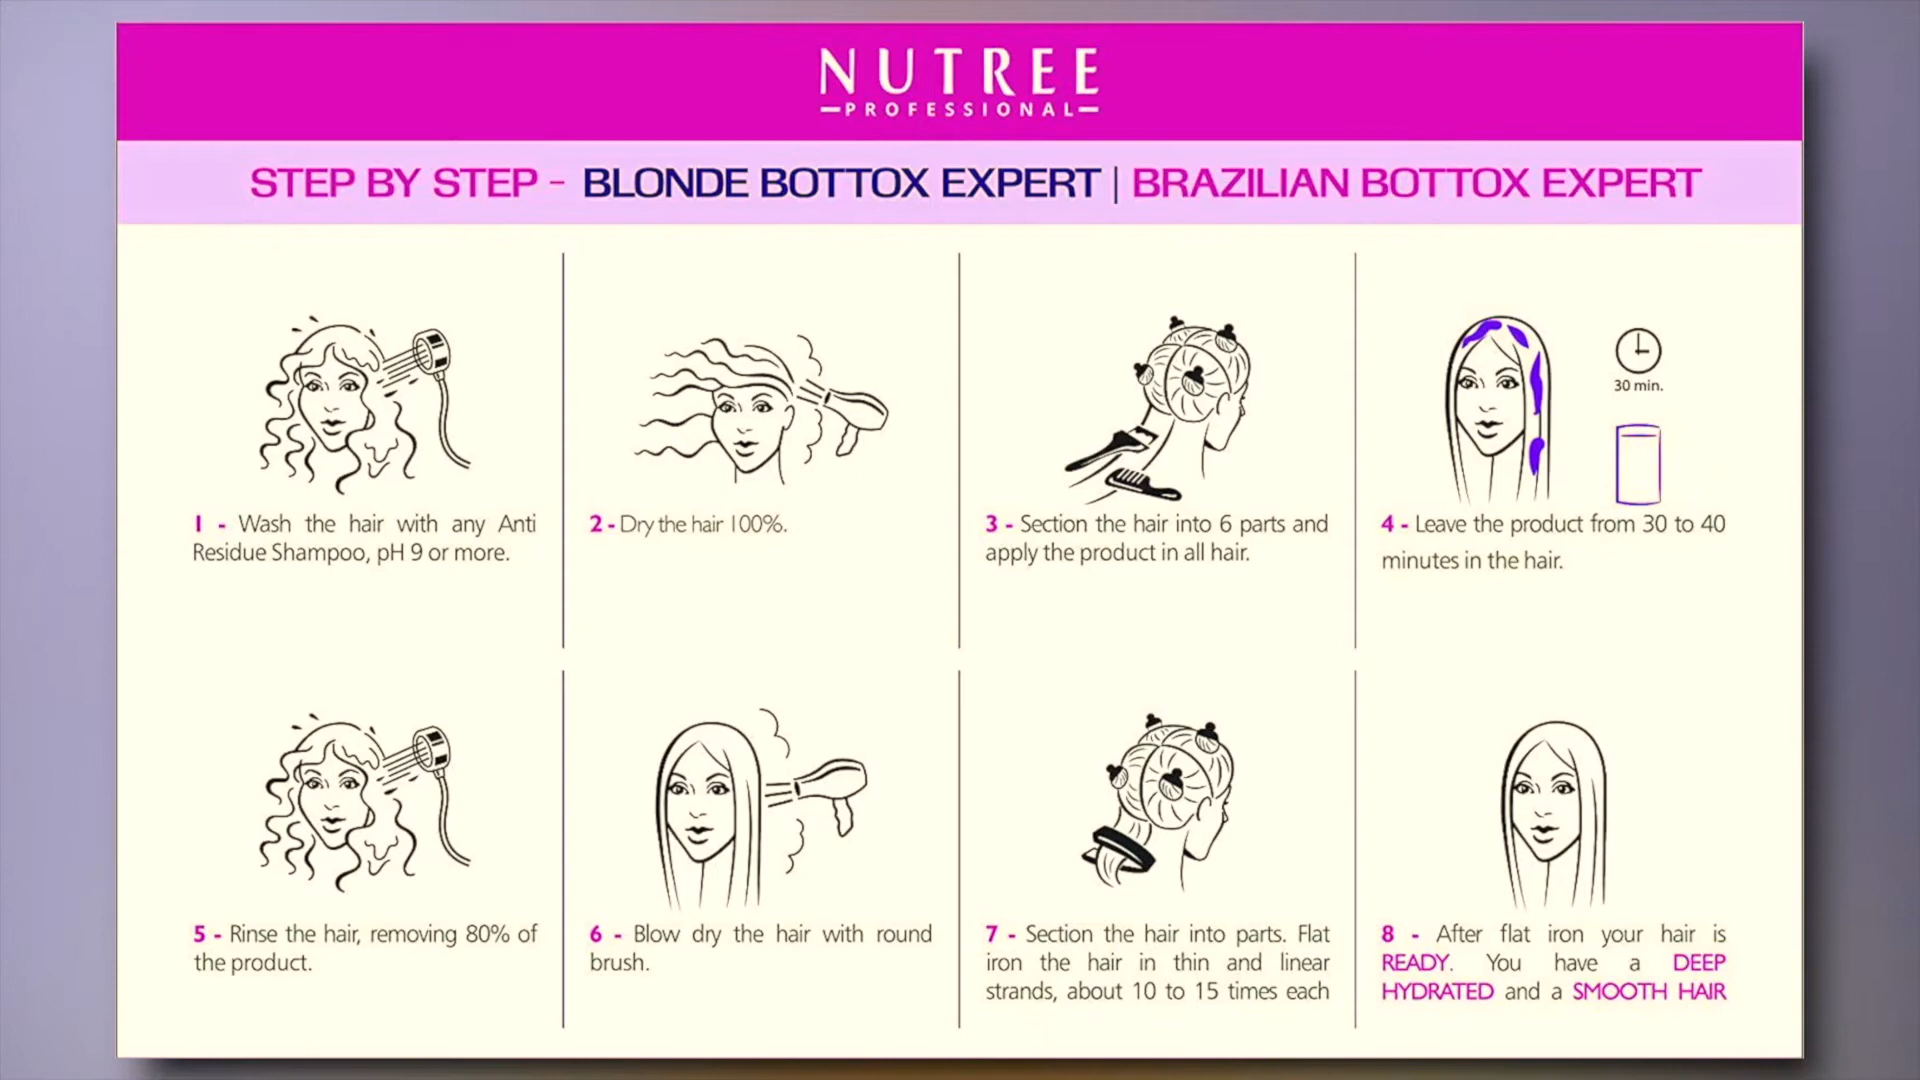 NUTREE
PROFESSIONAL
STEP BY STEP - BLONDE BOTTOX EXPERT | BRAZILIAN BOTTOX EXPERT
1 - Wash the hair with any Anti
Residue Shampoo, pH 9 or more.
2 - Dry the hair 100%.
3 - Section the hair into 6 parts and
apply the product in all hair.
30 min.
4 - Leave the product from 30 to 40
minutes in the hair.
5 - Rinse the hair, removing 80% of
the product.
6 - Blow dry the hair with round
brush.
7 - Section the hair into parts. Flat
iron the hair in thin and linear
strands, about 10 to 15 times each
8 - After flat iron your hair is
READY. You have a DEEP
HYDRATED and a SMOOTH HAIR